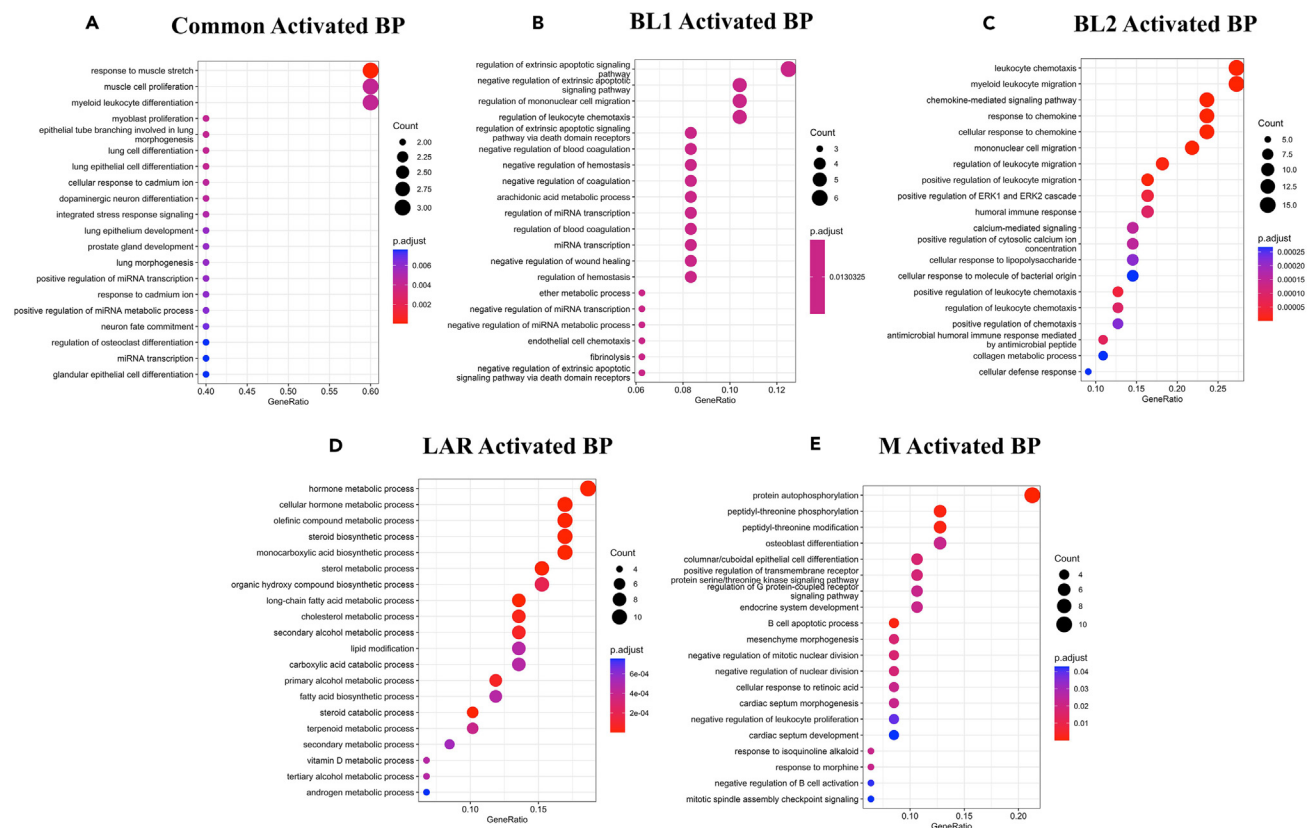 A
Common Activated BP
response to muscle stretch
muscle cell proliferation
myeloid leukocyte differentiation
myoblast proliferation
epithelial tube branching involved in lung
morphogenesis
lung cell differentiation
lung epithelial cell differentiation
cellular response to cadmium ion
dopaminergic neuron differentiation
integrated stress response signaling
lung epithelium development
prostate gland development
lung morphogenesis
positive regulation of miRNA transcription
response to cadmium ion
positive regulation of miRNA metabolic process
neuron fate commitment
regulation of osteoclast differentiation
miRNA transcription
glandular epithelial cell differentiation
0.40 0.45 0.50 0.55 0.60
GeneRatio
Count
2.00
2.25
2.50
2.75
3.00
p.adjust
0.006
0.004
0.002
B
BL1 Activated BP
regulation of extrinsic apoptotic signaling
pathway
negative regulation of extrinsic apoptotic
signaling pathway
regulation of mononuclear cell migration
regulation of leukocyte chemotaxis
regulation of extrinsic apoptotic signaling
pathway via death domain receptors
negative regulation of blood coagulation
negative regulation of hemostasis
negative regulation of coagulation
arachidonic acid metabolic process
regulation of miRNA transcription
regulation of blood coagulation
miRNA transcription
negative regulation of wound healing
regulation of hemostasis
ether metabolic process
negative regulation of miRNA transcription
negative regulation of miRNA metabolic process
endothelial cell chemotaxis
fibrinolysis
negative regulation of extrinsic apoptotic
signaling pathway via death domain receptors
0.06 0.08 0.10 0.12
GeneRatio
Count
3
4
5
6
p.adjust
0.0130325
C
BL2 Activated BP
leukocyte chemotaxis
myeloid leukocyte migration
chemokine-mediated signaling pathway
response to chemokine
cellular response to chemokine
mononuclear cell migration
regulation of leukocyte migration
positive regulation of leukocyte migration
positive regulation of ERK1 and ERK2 cascade
humoral immune response
calcium-mediated signaling
positive regulation of cytosolic calcium ion
concentration
cellular response to lipopolysaccharide
cellular response to molecule of bacterial origin
positive regulation of leukocyte chemotaxis
regulation of leukocyte chemotaxis
positive regulation of chemotaxis
antimicrobial humoral immune response mediated
by antimicrobial peptide
collagen metabolic process
cellular defense response
0.10 0.15 0.20 0.25
GeneRatio
Count
5.0
7.5
10.0
12.5
15.0
p.adjust
0.00025
0.00020
0.00015
0.00010
0.00005
D
LAR Activated BP
hormone metabolic process
cellular hormone metabolic process
olefinic compound metabolic process
steroid biosynthetic process
monocarboxylic acid biosynthetic process
sterol metabolic process
organic hydroxy compound biosynthetic process
long-chain fatty acid metabolic process
cholesterol metabolic process
secondary alcohol metabolic process
lipid modification
carboxylic acid catabolic process
primary alcohol metabolic process
fatty acid biosynthetic process
steroid catabolic process
terpenoid metabolic process
secondary metabolic process
vitamin D metabolic process
tertiary alcohol metabolic process
androgen metabolic process
0.10 0.15
GeneRatio
Count
4
6
8
10
p.adjust
6e-04
4e-04
2e-04
E
M Activated BP
protein autophosphorylation
peptidyl-threonine phosphorylation
peptidyl-threonine modification
osteoblast differentiation
columnar/cuboidal epithelial cell differentiation
positive regulation of transmembrane receptor
protein serine/threonine kinase signaling pathway
regulation of G protein-coupled receptor
signaling pathway
endocrine system development
B cell apoptotic process
mesenchyme morphogenesis
negative regulation of mitotic nuclear division
negative regulation of nuclear division
cellular response to retinoic acid
cardiac septum morphogenesis
negative regulation of leukocyte proliferation
cardiac septum development
response to isoquinoline alkaloid
response to morphine
negative regulation of B cell activation
mitotic spindle assembly checkpoint signaling
0.10 0.15 0.20
GeneRatio
Count
4
6
8
10
p.adjust
0.04
0.03
0.02
0.01